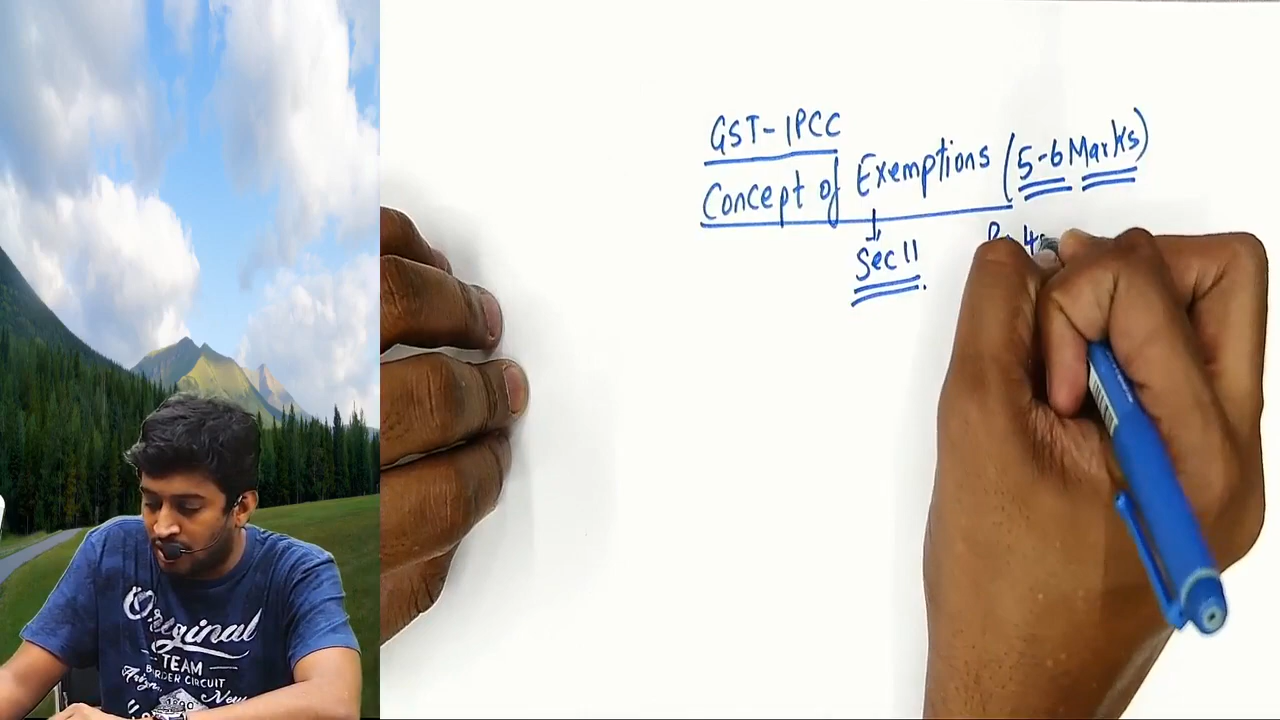 GST-IPCC
Concept of Exemptions (5-6 Marks)
Sec 11.
Original
TEAM
BORDER CIRCUIT